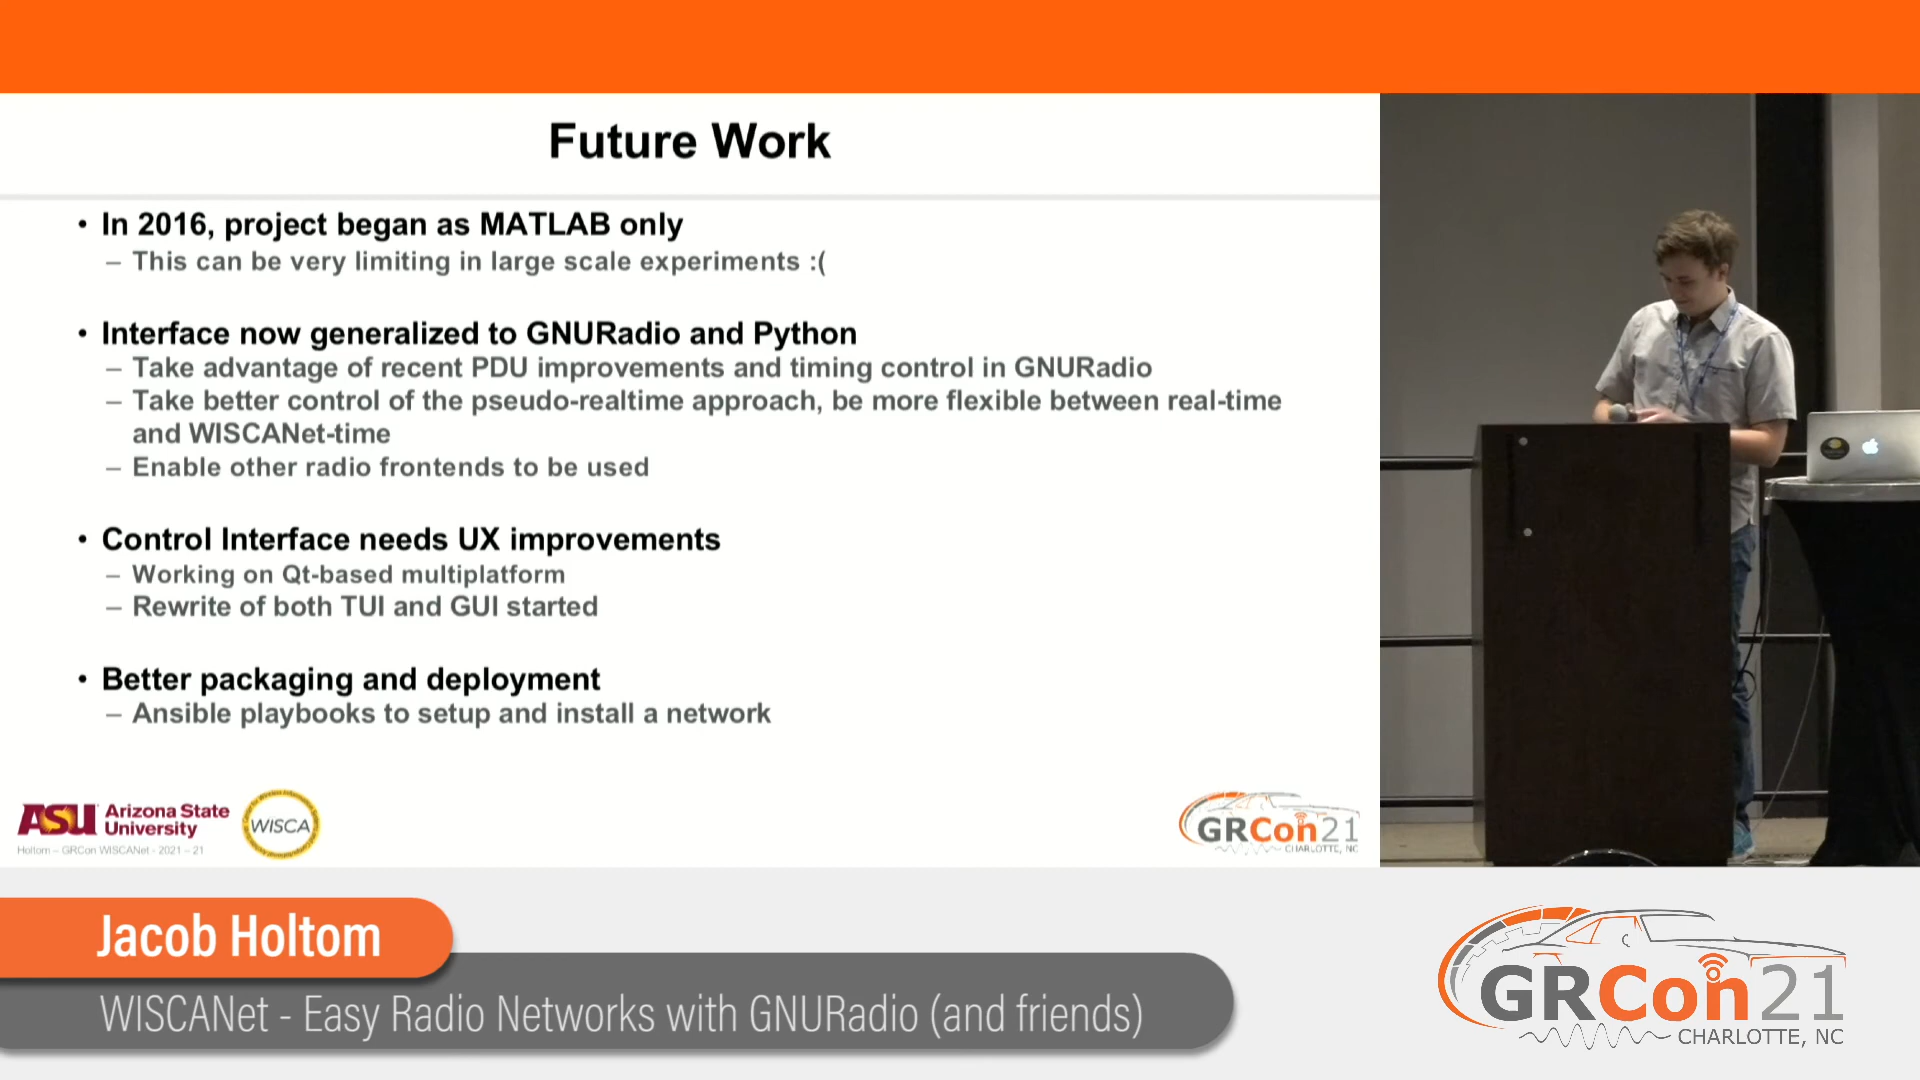 Future Work
• In 2016, project began as MATLAB only
– This can be very limiting in large scale experiments :(
• Interface now generalized to GNURadio and Python
– Take advantage of recent PDU improvements and timing control in GNURadio
– Take better control of the pseudo-realtime approach, be more flexible between real-time
and WISCANet-time
– Enable other radio frontends to be used
• Control Interface needs UX improvements
– Working on Qt-based multiplatform
– Rewrite of both TUI and GUI started
• Better packaging and deployment
– Ansible playbooks to setup and install a network
ASU Arizona State
University
WISCA
Holtom – GRCon WISCANet - 2021 – 21
GRCon21
CHARLOTTE, NC
Jacob Holtom
WISCANet - Easy Radio Networks with GNURadio (and friends)
GRCon21
CHARLOTTE, NC